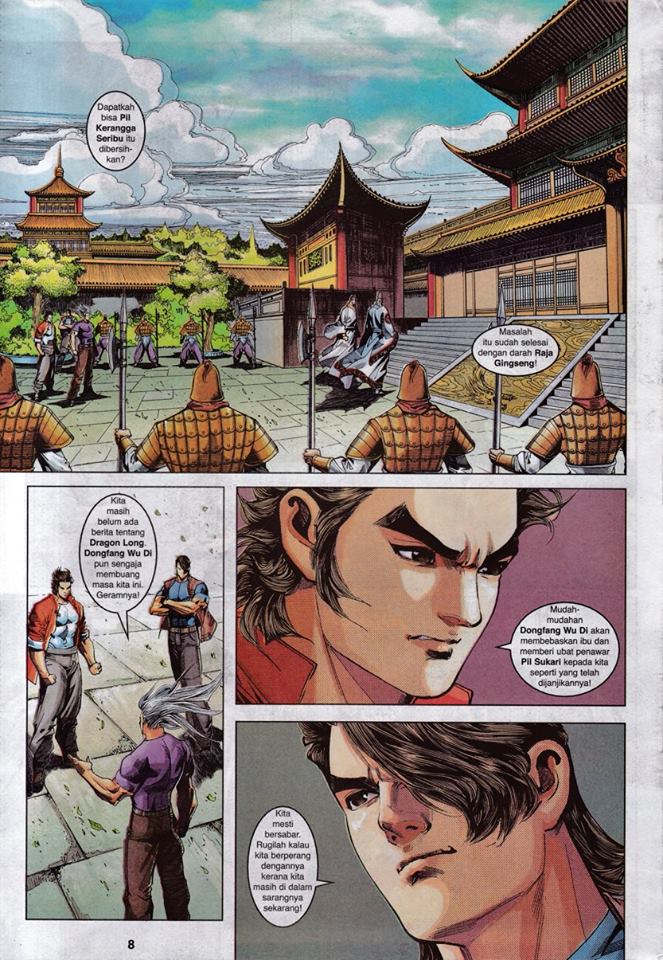 Dapatkah
bisa Pil
Kerangga
Seribu itu
dibersih-
kan?
Masalah
itu sudah selesai
dengan darah Raja
Gingseng!
Kita
masih
belum ada
berita tentang
Dragon Long.
Dongfang Wu Di
pun sengaja
membuang
masa kita ini.
Geramnya!
Mudah-
mudahan
Dongfang Wu Di akan
membebaskan ibu dan
memberi ubat penawar
Pil Sukari kepada kita
seperti yang telah
dijanjikannya!
Kita
mesti
bersabar.
Rugilah kalau
kita berperang
dengannya
kerana kita
masih di dalam
sarangnya
sekarang!
8